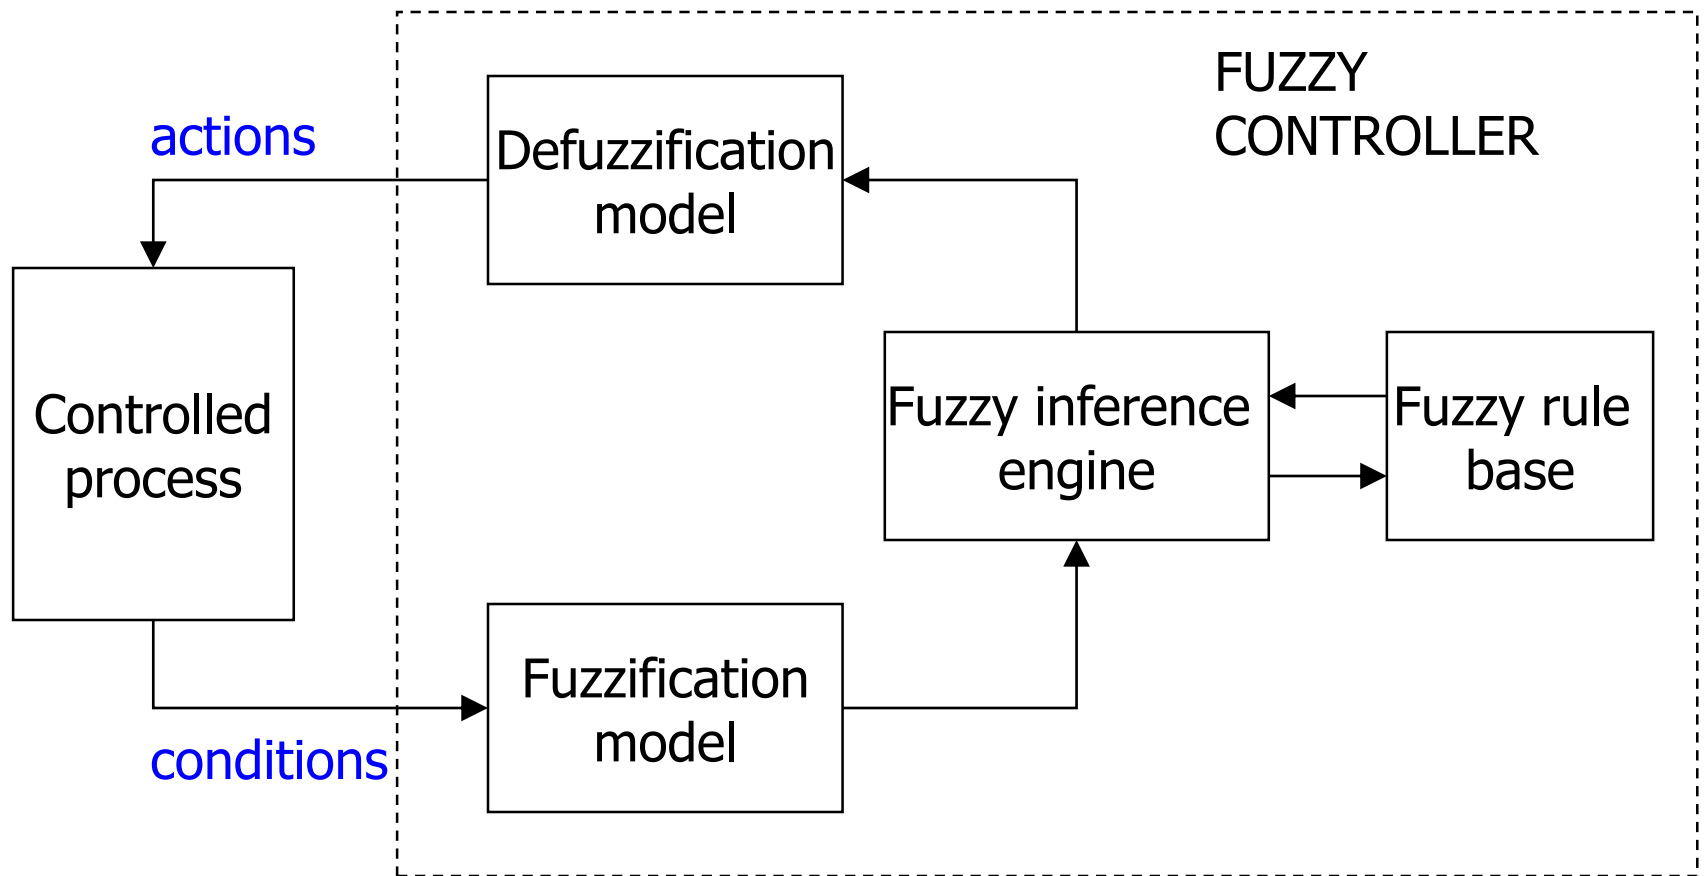 FUZZY
CONTROLLER
actions
Defuzzification
model
Controlled
process
Fuzzy inference
engine
Fuzzy rule
base
Fuzzification
model
conditions